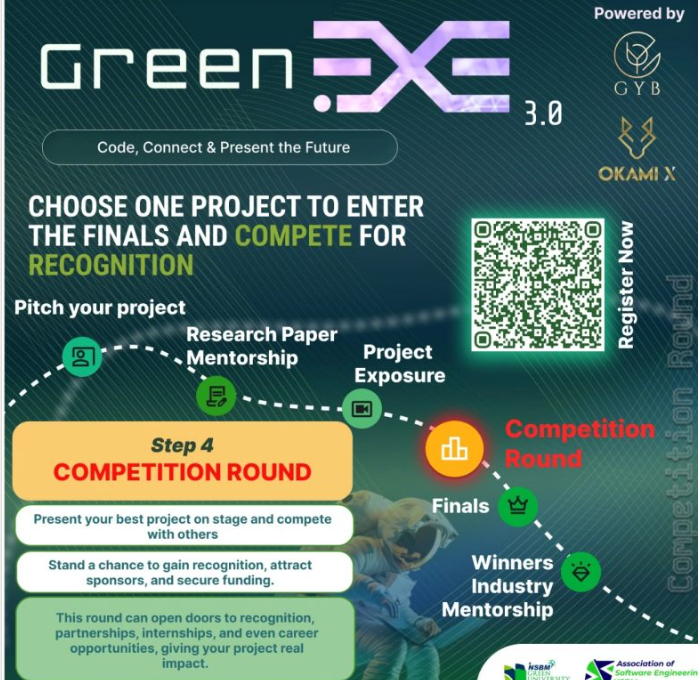 Powered by
Green .EXE
3.0
GYB
OKAMI X
Code, Connect & Present the Future
CHOOSE ONE PROJECT TO ENTER
THE FINALS AND COMPETE FOR
RECOGNITION
Register Now
Pitch your project
Research Paper
Mentorship
Project
Exposure
Competition
Round
Competition Round
Step 4
COMPETITION ROUND
Present your best project on stage and compete
with others
Stand a chance to gain recognition, attract
sponsors, and secure funding.
This round can open doors to recognition,
partnerships, internships, and even career
opportunities, giving your project real
impact.
Finals
Winners
Industry
Mentorship
NSBM
GREEN
UNIVERSITY
Association of
Software Engineerin